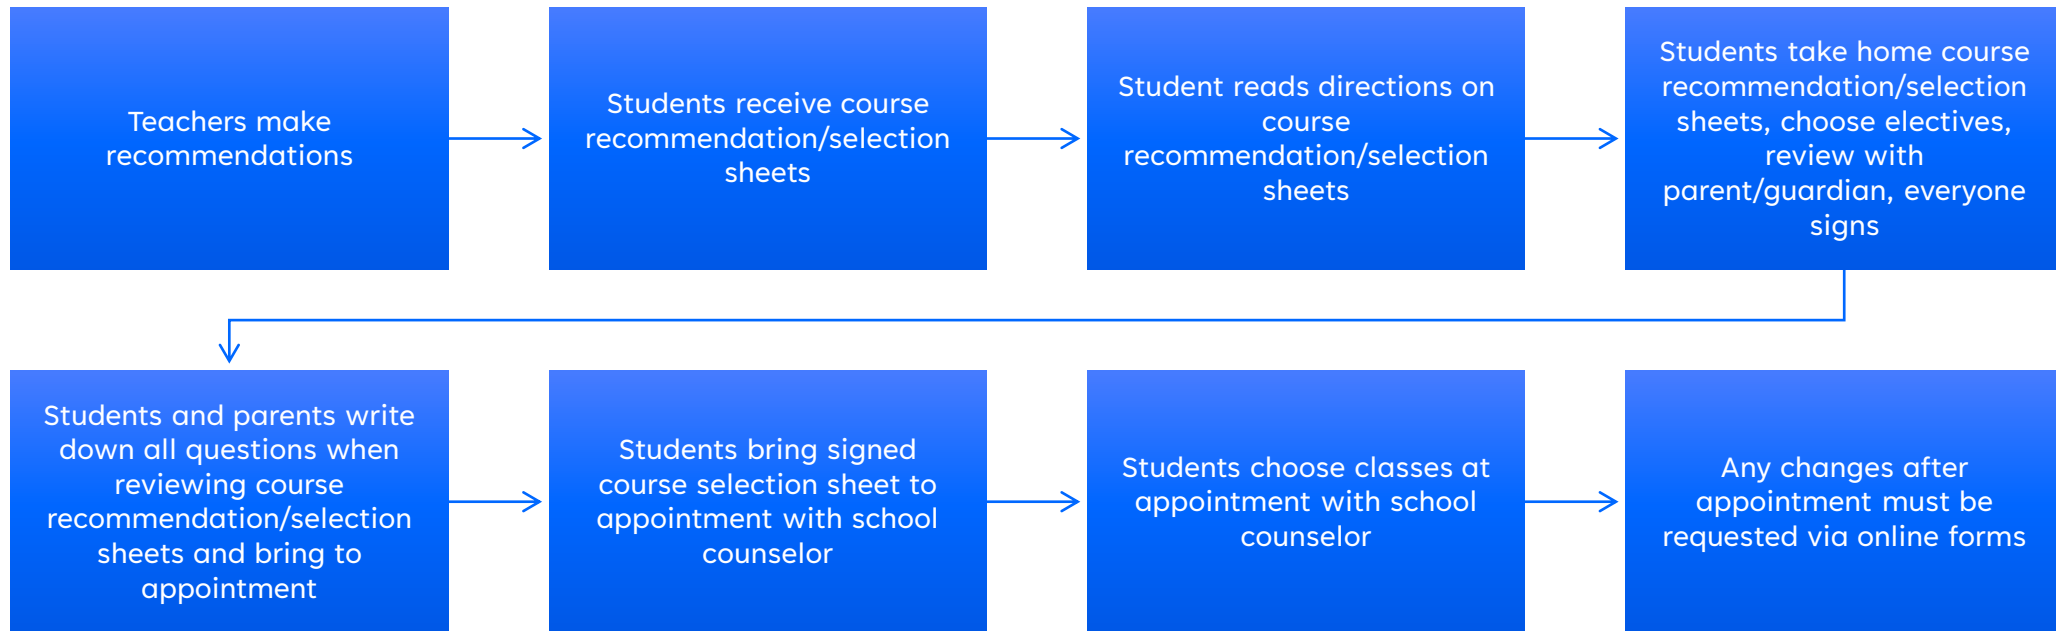 Teachers make
recommendations
Students receive course
recommendation/selection
sheets
Student reads directions on
course
recommendation/selection
sheets
Students take home course
recommendation/selection
sheets, choose electives,
review with
parent/guardian, everyone
signs
Students and parents write
down all questions when
reviewing course
recommendation/selection
sheets and bring to
appointment
Students bring signed
course selection sheet to
appointment with school
counselor
Students choose classes at
appointment with school
counselor
Any changes after
appointment must be
requested via online forms